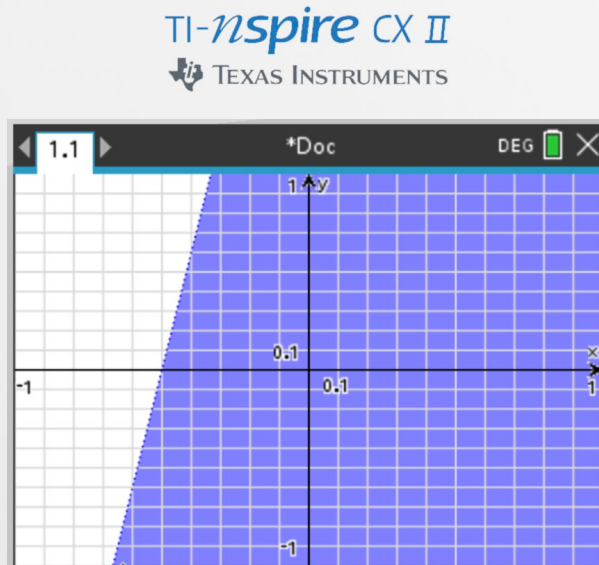 TI-nspire CX II
TEXAS INSTRUMENTS
1.1 *Doc DEG
1 y
0.1 x
-1 0.1 1
-1